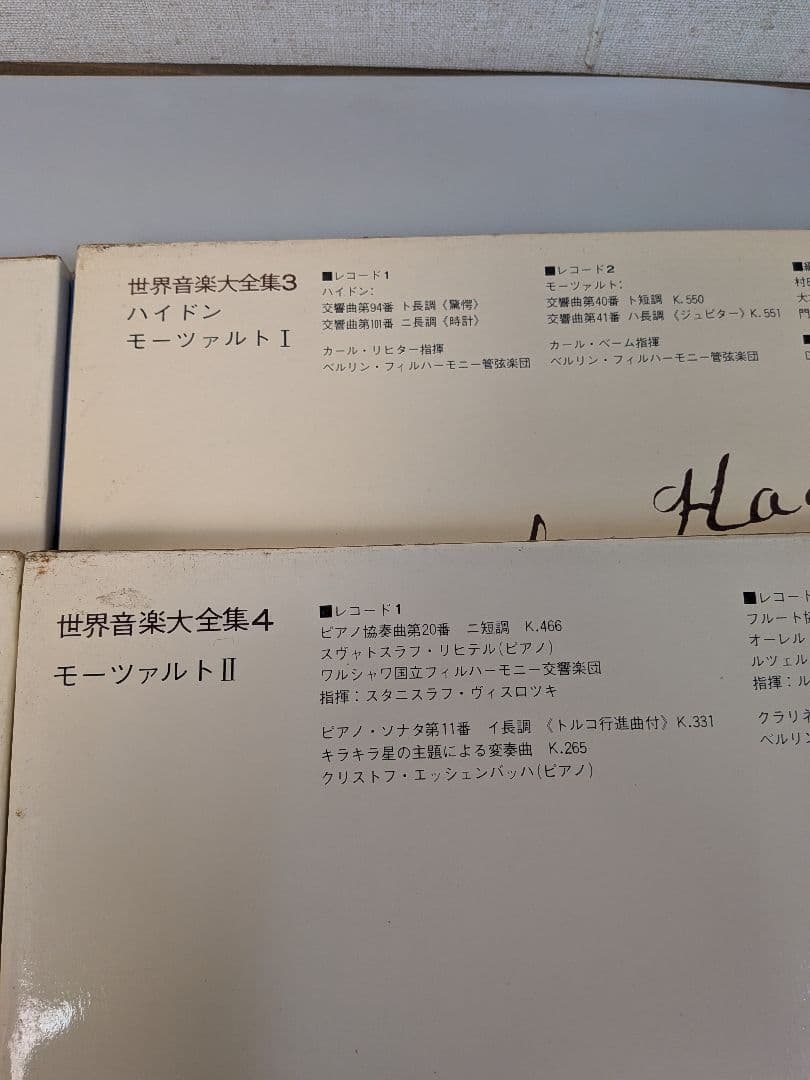 世界音楽大全集3
ハイドン
モーツァルトⅠ
■レコード1
ハイドン:
交響曲第94番 ト長調《驚愕》
交響曲第101番 ニ長調《時計》
カール・リヒター指揮
ベルリン・フィルハーモニー管弦楽団
■レコード2
モーツァルト:
交響曲第40番 ト短調 K.550
交響曲第41番 ハ長調《ジュピター》K.551
カール・ベーム指揮
ベルリン・フィルハーモニー管弦楽団
■編
村田
大
門
Ha
世界音楽大全集4
モーツァルトⅡ
■レコード1
ピアノ協奏曲第20番 ニ短調 K.466
スヴャトスラフ・リヒテル(ピアノ)
ワルシャワ国立フィルハーモニー交響楽団
指揮:スタニスラフ・ヴィスロツキ
ピアノ・ソナタ第11番 イ長調 《トルコ行進曲付》K.331
キラキラ星の主題による変奏曲 K.265
クリストフ・エッシェンバッハ(ピアノ)
■レコード
フルート協
オーレル
ルツェル
指揮:ル
クラリネ
ベルリン